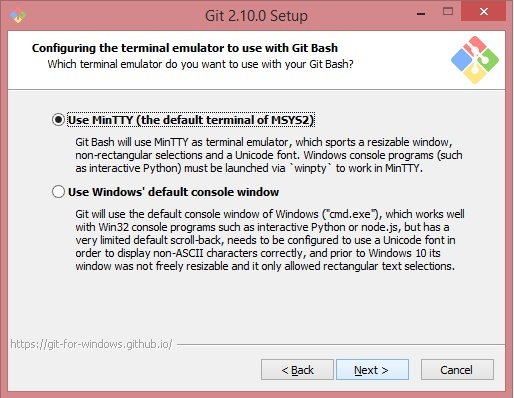 Git 2.10.0 Setup
Configuring the terminal emulator to use with Git Bash
Which terminal emulator do you want to use with your Git Bash?
Use MinTTY (the default terminal of MSYS2)
Git Bash will use MinTTY as terminal emulator, which sports a resizable window,
non-rectangular selections and a Unicode font. Windows console programs (such
as interactive Python) must be launched via `winpty` to work in MinTTY.
Use Windows' default console window
Git will use the default console window of Windows ("cmd.exe"), which works well
with Win32 console programs such as interactive Python or node.js, but has a
very limited default scroll-back, needs to be configured to use a Unicode font in
order to display non-ASCII characters correctly, and prior to Windows 10 its
window was not freely resizable and it only allowed rectangular text selections.
https://git-for-windows.github.io/
< Back
Next >
Cancel